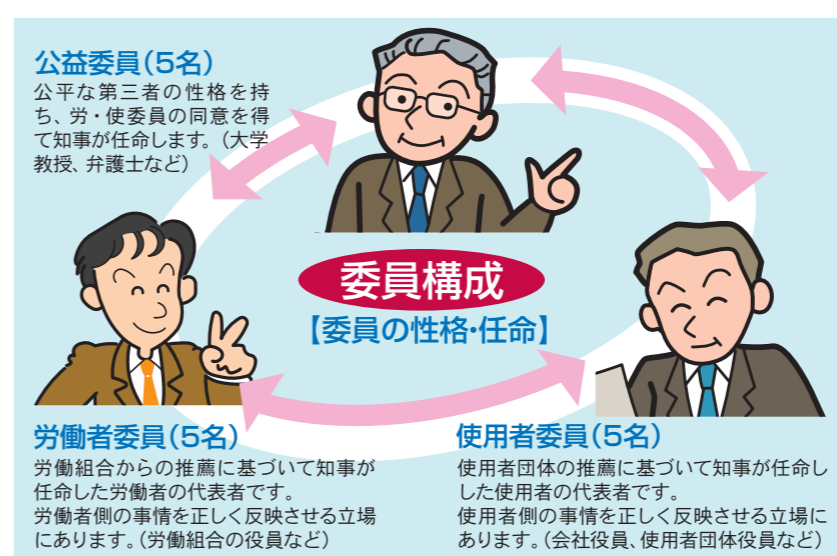 公益委員(5名)
公平な第三者の性格を持
ち、労・使委員の同意を得
て知事が任命します。(大学
教授、弁護士など)
委員構成
【委員の性格・任命】
労働者委員(5名)
労働組合からの推薦に基づいて知事が
任命した労働者の代表者です。
労働者側の事情を正しく反映させる立場
にあります。(労働組合の役員など)
使用者委員(5名)
使用者団体の推薦に基づいて知事が任命し
した使用者の代表者です。
使用者側の事情を正しく反映させる立場に
あります。(会社役員、使用者団体役員など)